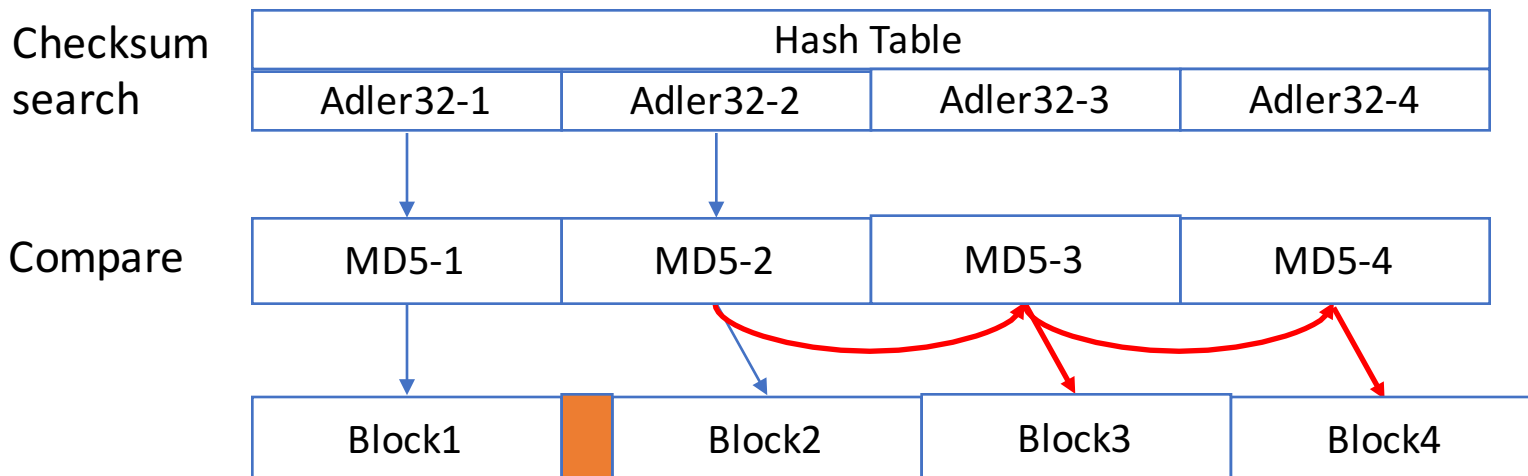 Checksum
search
Hash Table
Adler32-1 Adler32-2 Adler32-3 Adler32-4
Compare
MD5-1 MD5-2 MD5-3 MD5-4
Block1 Block2 Block3 Block4